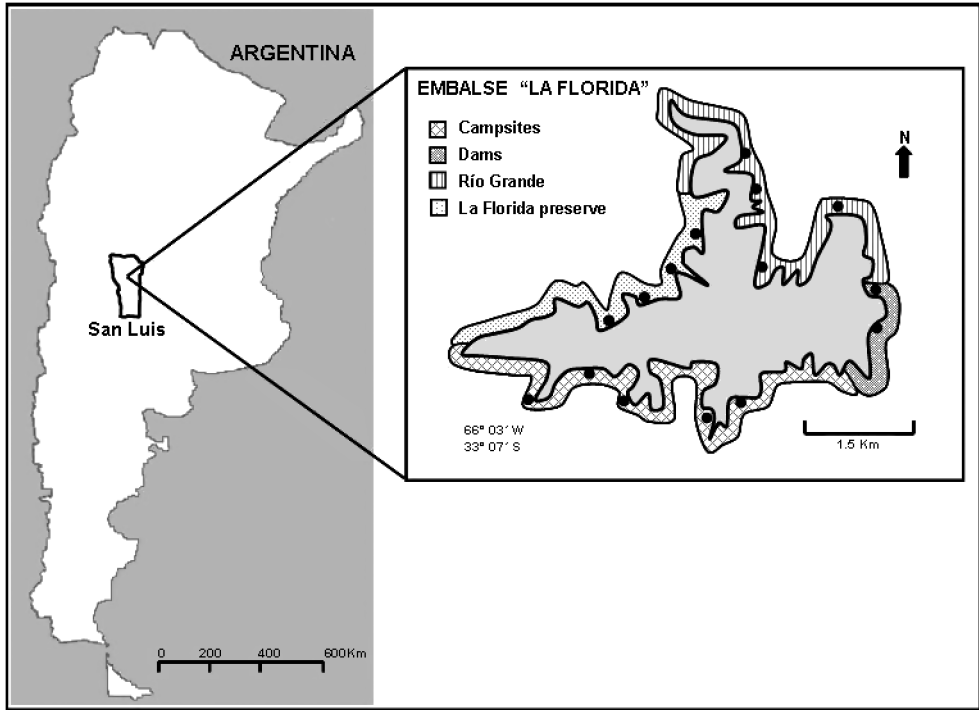 ARGENTINA
San Luis
0 200 400 600Km
EMBALSE "LA FLORIDA"
Campsites
Dams
Río Grande
La Florida preserve
N
66° 03´ W
33° 07´ S
1.5 Km